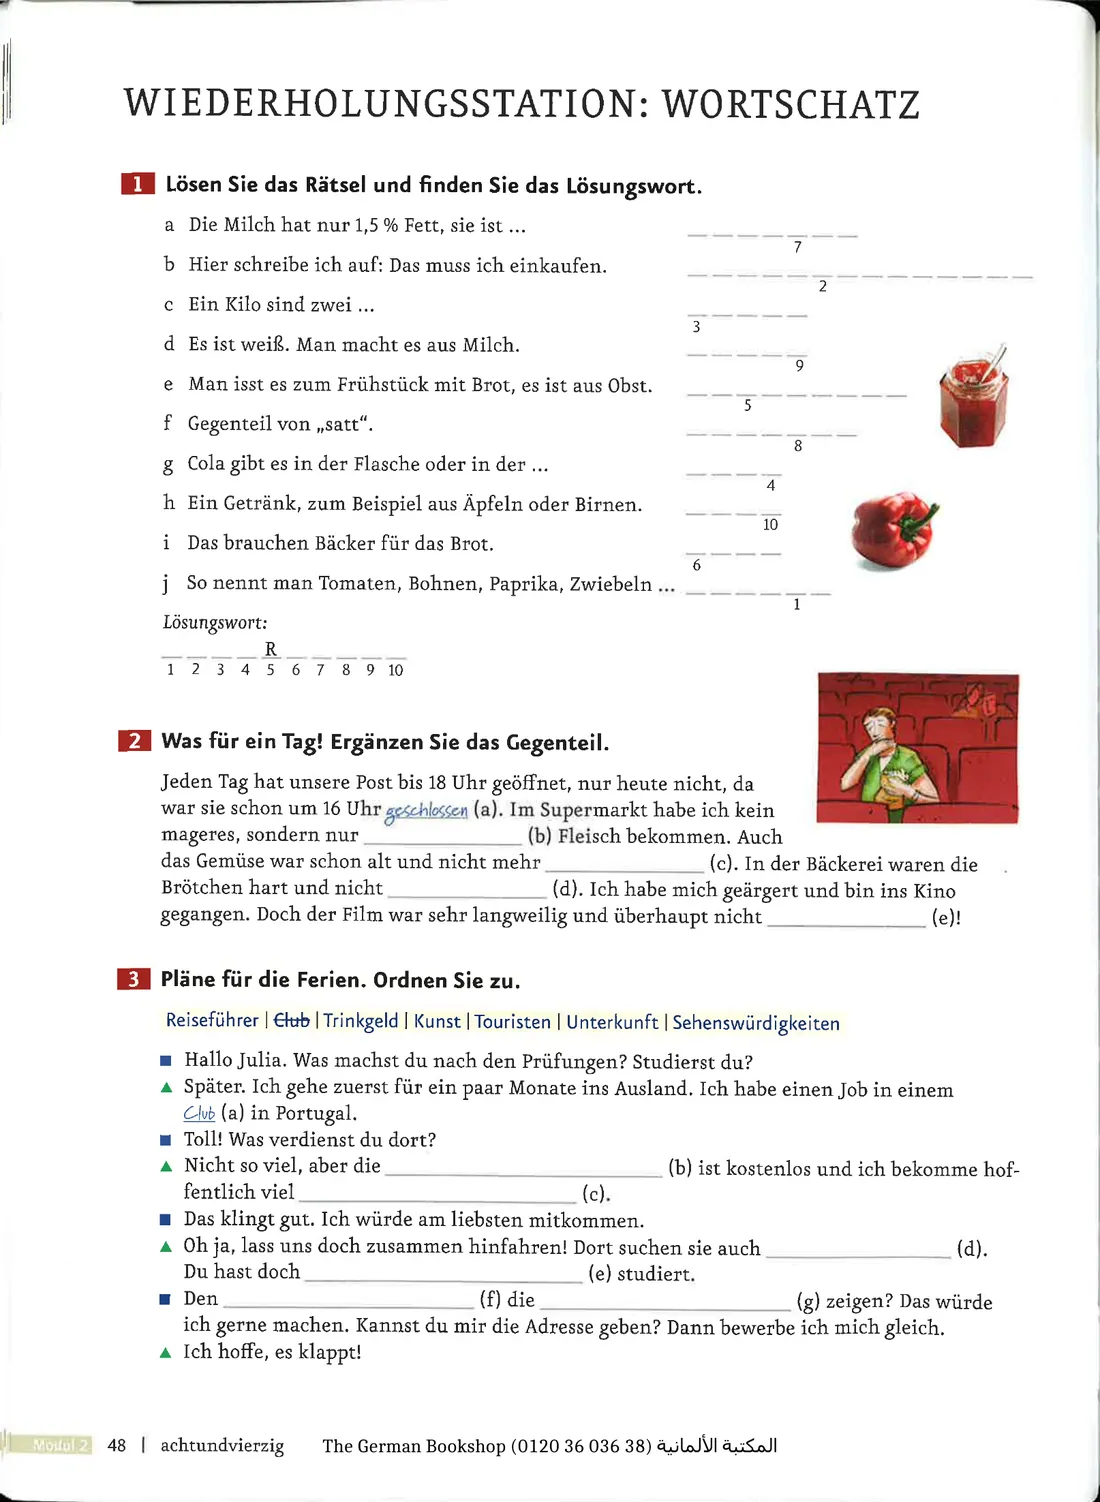 WIEDERHOLUNGSSTATION: WORTSCHATZ
1 Lösen Sie das Rätsel und finden Sie das Lösungswort.
a Die Milch hat nur 1,5 % Fett, sie ist ... _ _ _ _ _ _ _
7
b Hier schreibe ich auf: Das muss ich einkaufen. _ _ _ _ _ _ _ _ _ _ _ _ _ _
2
c Ein Kilo sind zwei ... _ _ _ _ _
3
d Es ist weiß. Man macht es aus Milch. _ _ _ _ _
9
e Man isst es zum Frühstück mit Brot, es ist aus Obst. _ _ _ _ _ _ _ _ _
5
f Gegenteil von „satt“. _ _ _ _ _ _ _
8
g Cola gibt es in der Flasche oder in der ... _ _ _ _
4
h Ein Getränk, zum Beispiel aus Äpfeln oder Birnen. _ _ _ _
10
i Das brauchen Bäcker für das Brot. _ _ _ _
6
j So nennt man Tomaten, Bohnen, Paprika, Zwiebeln ... _ _ _ _ _ _
1
Lösungswort:
_ _ _ _ R _ _ _ _ _
1 2 3 4 5 6 7 8 9 10
2 Was für ein Tag! Ergänzen Sie das Gegenteil.
Jeden Tag hat unsere Post bis 18 Uhr geöffnet, nur heute nicht, da
war sie schon um 16 Uhr geschlossen (a). Im Supermarkt habe ich kein
mageres, sondern nur ____________ (b) Fleisch bekommen. Auch
das Gemüse war schon alt und nicht mehr ____________ (c). In der Bäckerei waren die
Brötchen hart und nicht ____________ (d). Ich habe mich geärgert und bin ins Kino
gegangen. Doch der Film war sehr langweilig und überhaupt nicht ____________ (e)!
3 Pläne für die Ferien. Ordnen Sie zu.
Reiseführer | Club | Trinkgeld | Kunst | Touristen | Unterkunft | Sehenswürdigkeiten
■ Hallo Julia. Was machst du nach den Prüfungen? Studierst du?
▲ Später. Ich gehe zuerst für ein paar Monate ins Ausland. Ich habe einen Job in einem
Club (a) in Portugal.
■ Toll! Was verdienst du dort?
▲ Nicht so viel, aber die ____________ (b) ist kostenlos und ich bekomme hof-
fentlich viel ____________ (c).
■ Das klingt gut. Ich würde am liebsten mitkommen.
▲ Oh ja, lass uns doch zusammen hinfahren! Dort suchen sie auch ____________ (d).
Du hast doch ____________ (e) studiert.
■ Den ____________ (f) die ____________ (g) zeigen? Das würde
ich gerne machen. Kannst du mir die Adresse geben? Dann bewerbe ich mich gleich.
▲ Ich hoffe, es klappt!
Modul 2 48 | achtundvierzig The German Bookshop (0120 36 036 38) المكتبة الألمانية